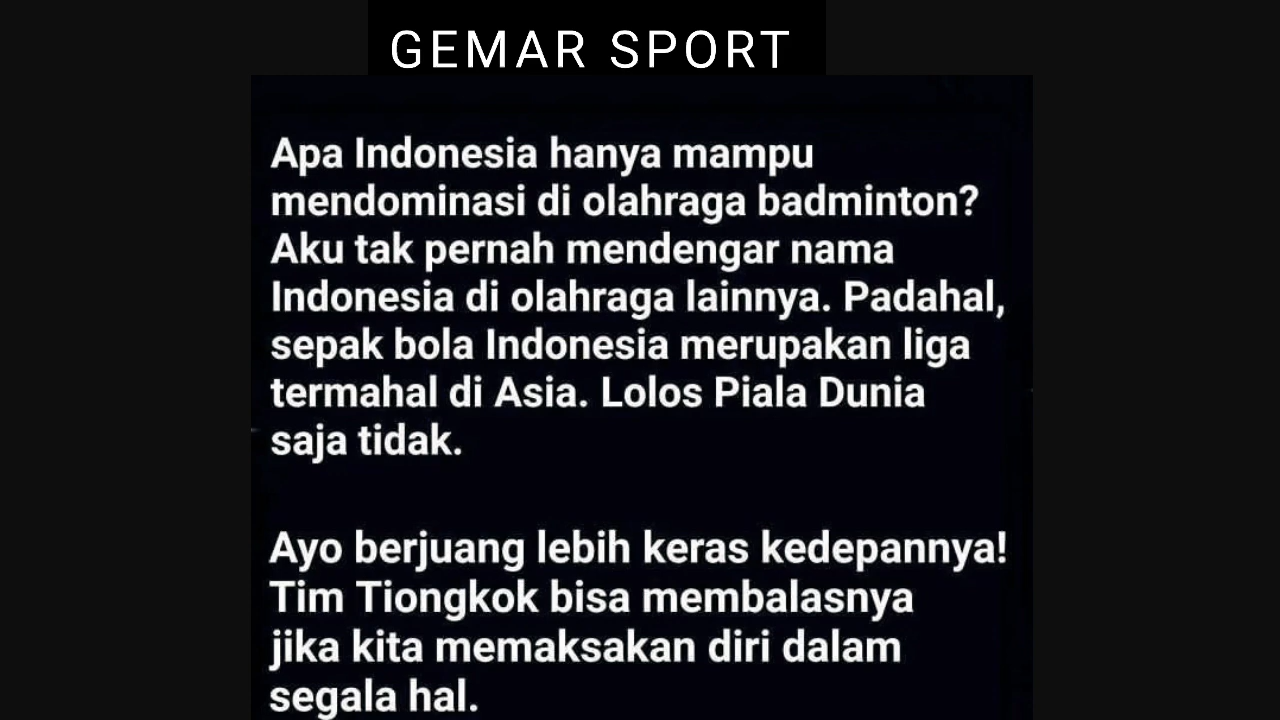 GEMAR SPORT
Apa Indonesia hanya mampu
mendominasi di olahraga badminton?
Aku tak pernah mendengar nama
Indonesia di olahraga lainnya. Padahal,
sepak bola Indonesia merupakan liga
termahal di Asia. Lolos Piala Dunia
saja tidak.
Ayo berjuang lebih keras kedepannya!
Tim Tiongkok bisa membalasnya
jika kita memaksakan diri dalam
segala hal.